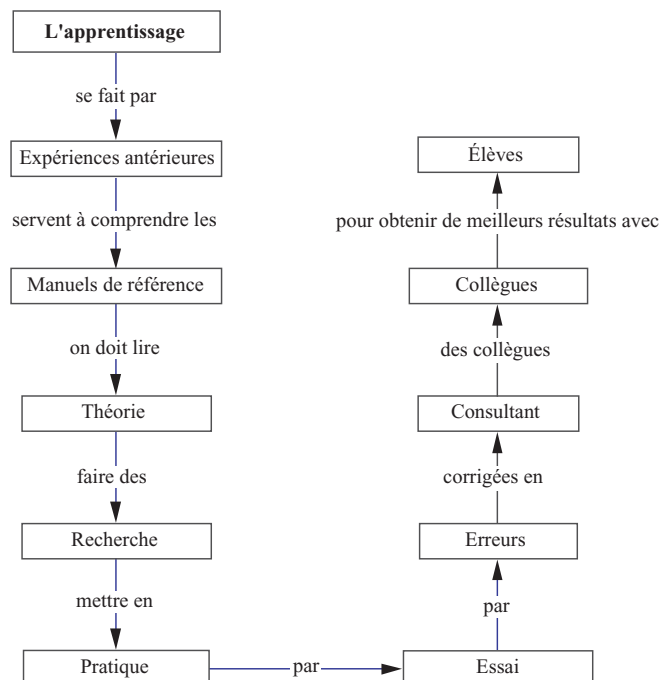 L'apprentissage
se fait par
Expériences antérieures
servent à comprendre les
Manuels de référence
on doit lire
Théorie
faire des
Recherche
mettre en
Pratique
par
Essai
par
Erreurs
corrigées en
Consultant
des collègues
Collègues
pour obtenir de meilleurs résultats avec
Élèves